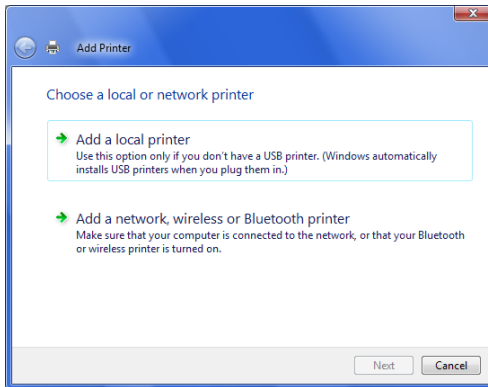 Add Printer
Choose a local or network printer
Add a local printer
Use this option only if you don't have a USB printer. (Windows automatically
installs USB printers when you plug them in.)
Add a network, wireless or Bluetooth printer
Make sure that your computer is connected to the network, or that your Bluetooth
or wireless printer is turned on.
Next
Cancel